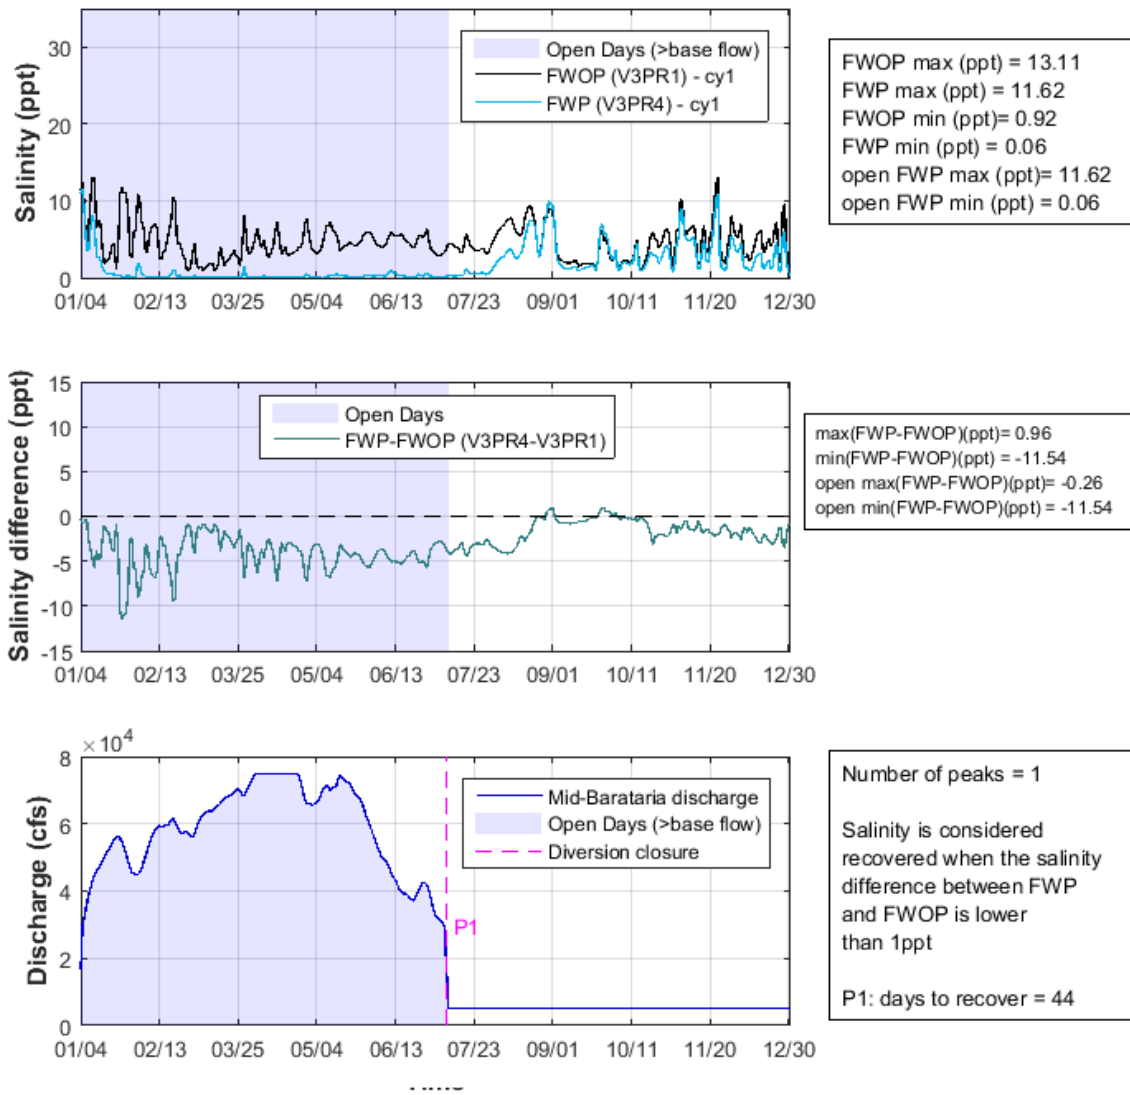 Salinity (ppt)
30
20
10
0
Open Days (>base flow)
FWOP (V3PR1) - cy1
FWP (V3PR4) - cy1
01/04 02/13 03/25 05/04 06/13 07/23 09/01 10/11 11/20 12/30
FWOP max (ppt) = 13.11
FWP max (ppt) = 11.62
FWOP min (ppt)= 0.92
FWP min (ppt) = 0.06
open FWP max (ppt)= 11.62
open FWP min (ppt) = 0.06
Salinity difference (ppt)
15
10
5
0
-5
-10
-15
Open Days
FWP-FWOP (V3PR4-V3PR1)
01/04 02/13 03/25 05/04 06/13 07/23 09/01 10/11 11/20 12/30
max(FWP-FWOP)(ppt)= 0.96
min(FWP-FWOP)(ppt) = -11.54
open max(FWP-FWOP)(ppt)= -0.26
open min(FWP-FWOP)(ppt) = -11.54
Discharge (cfs)
×10⁴
8
6
4
2
0
Mid-Barataria discharge
Open Days (>base flow)
Diversion closure
P1
01/04 02/13 03/25 05/04 06/13 07/23 09/01 10/11 11/20 12/30
Number of peaks = 1
Salinity is considered
recovered when the salinity
difference between FWP
and FWOP is lower
than 1ppt
P1: days to recover = 44